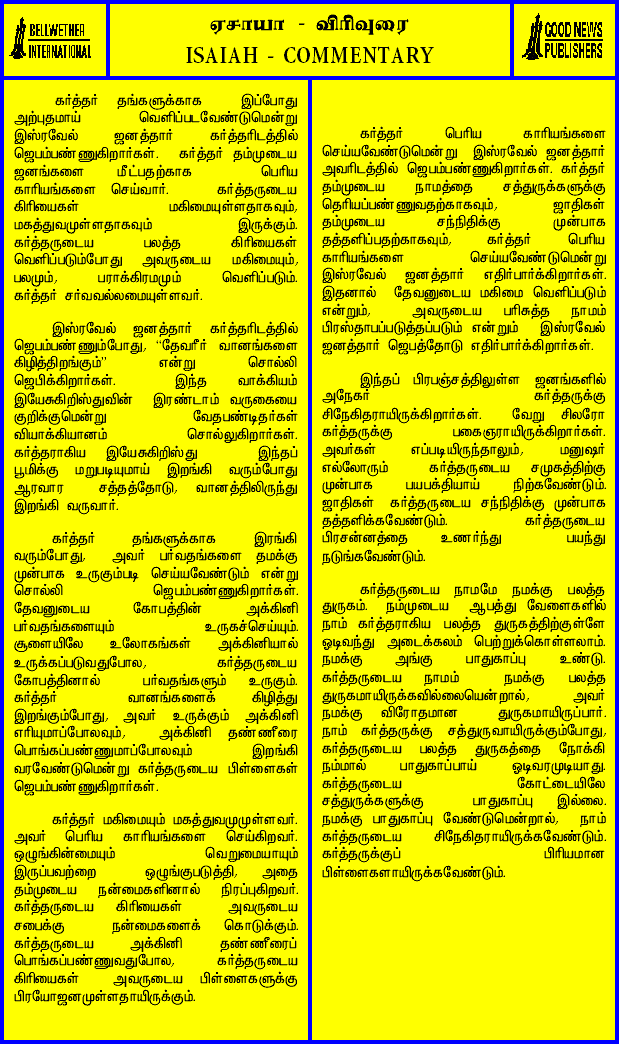 BELLWETHER
INTERNATIONAL
ஏசாயா - விரிவுரை
ISAIAH - COMMENTARY
GOOD NEWS
PUBLISHERS
கர்த்தர் தங்களுக்காக இப்போது
அற்புதமாய் வெளிப்படவேண்டுமென்று
இஸ்ரவேல் ஜனத்தார் கர்த்தரிடத்தில்
ஜெபம்பண்ணுகிறார்கள். கர்த்தர் தம்முடைய
ஜனங்களை மீட்பதற்காக பெரிய
காரியங்களை செய்வார். கர்த்தருடைய
கிரியைகள் மகிமையுள்ளதாகவும்,
மகத்துவமுள்ளதாகவும் இருக்கும்.
கர்த்தருடைய பலத்த கிரியைகள்
வெளிப்படும்போது அவருடைய மகிமையும்,
பலமும், பராக்கிரமமும் வெளிப்படும்.
கர்த்தர் சர்வவல்லமையுள்ளவர்.
இஸ்ரவேல் ஜனத்தார் கர்த்தரிடத்தில்
ஜெபம்பண்ணும்போது, “தேவரீர் வானங்களை
கிழித்திறங்கும்” என்று சொல்லி
ஜெபிக்கிறார்கள். இந்த வாக்கியம்
இயேசுகிறிஸ்துவின் இரண்டாம் வருகையை
குறிக்குமென்று வேதபண்டிதர்கள்
வியாக்கியானம் சொல்லுகிறார்கள்.
கர்த்தராகிய இயேசுகிறிஸ்து இந்தப்
பூமிக்கு மறுபடியுமாய் இறங்கி வரும்போது
ஆரவார சத்தத்தோடு, வானத்திலிருந்து
இறங்கி வருவார்.
கர்த்தர் தங்களுக்காக இரங்கி
வரும்போது, அவர் பர்வதங்களை தமக்கு
முன்பாக உருகும்படி செய்யவேண்டும் என்று
சொல்லி ஜெபம்பண்ணுகிறார்கள்.
தேவனுடைய கோபத்தின் அக்கினி
பர்வதங்களையும் உருகச்செய்யும்.
சூளையிலே உலோகங்கள் அக்கினியால்
உருக்கப்படுவதுபோல, கர்த்தருடைய
கோபத்தினால் பர்வதங்களும் உருகும்.
கர்த்தர் வானங்களைக் கிழித்து
இறங்கும்போது, அவர் உருக்கும் அக்கினி
எரியுமாப்போலவும், அக்கினி தண்ணீரை
பொங்கப்பண்ணுமாப்போலவும் இறங்கி
வரவேண்டுமென்று கர்த்தருடைய பிள்ளைகள்
ஜெபம்பண்ணுகிறார்கள்.
கர்த்தர் மகிமையும் மகத்துவமுமுள்ளவர்.
அவர் பெரிய காரியங்களை செய்கிறவர்.
ஒழுங்கின்மையும் வெறுமையாயும்
இருப்பவற்றை ஒழுங்குபடுத்தி, அதை
தம்முடைய நன்மைகளினால் நிரப்புகிறவர்.
கர்த்தருடைய கிரியைகள் அவருடைய
சபைக்கு நன்மைகளைக் கொடுக்கும்.
கர்த்தருடைய அக்கினி தண்ணீரைப்
பொங்கப்பண்ணுவதுபோல, கர்த்தருடைய
கிரியைகள் அவருடைய பிள்ளைகளுக்கு
பிரயோஜனமுள்ளதாயிருக்கும்.
கர்த்தர் பெரிய காரியங்களை
செய்யவேண்டுமென்று இஸ்ரவேல் ஜனத்தார்
அவரிடத்தில் ஜெபம்பண்ணுகிறார்கள். கர்த்தர்
தம்முடைய நாமத்தை சத்துருக்களுக்கு
தெரியப்பண்ணுவதற்காகவும், ஜாதிகள்
தம்முடைய சந்நிதிக்கு முன்பாக
தத்தளிப்பதற்காகவும், கர்த்தர் பெரிய
காரியங்களை செய்யவேண்டுமென்று
இஸ்ரவேல் ஜனத்தார் எதிர்பார்க்கிறார்கள்.
இதனால் தேவனுடைய மகிமை வெளிப்படும்
என்றும், அவருடைய பரிசுத்த நாமம்
பிரஸ்தாபப்படுத்தப்படும் என்றும் இஸ்ரவேல்
ஜனத்தார் ஜெபத்தோடு எதிர்பார்க்கிறார்கள்.
இந்தப் பிரபஞ்சத்திலுள்ள ஜனங்களில்
அநேகர் கர்த்தருக்கு
சிநேகிதராயிருக்கிறார்கள். வேறு சிலரோ
கர்த்தருக்கு பகைஞராயிருக்கிறார்கள்.
அவர்கள் எப்படியிருந்தாலும், மனுஷர்
எல்லோரும் கர்த்தருடைய சமுகத்திற்கு
முன்பாக பயபக்தியாய் நிற்கவேண்டும்.
ஜாதிகள் கர்த்தருடைய சந்நிதிக்கு முன்பாக
தத்தளிக்கவேண்டும். கர்த்தருடைய
பிரசன்னத்தை உணர்ந்து பயந்து
நடுங்கவேண்டும்.
கர்த்தருடைய நாமமே நமக்கு பலத்த
துருகம். நம்முடைய ஆபத்து வேளைகளில்
நாம் கர்த்தராகிய பலத்த துருகத்திற்குள்ளே
ஓடிவந்து அடைக்கலம் பெற்றுக்கொள்ளலாம்.
நமக்கு அங்கு பாதுகாப்பு உண்டு.
கர்த்தருடைய நாமம் நமக்கு பலத்த
துருகமாயிருக்கவில்லையென்றால், அவர்
நமக்கு விரோதமான துருகமாயிருப்பார்.
நாம் கர்த்தருக்கு சத்துருவாயிருக்கும்போது,
கர்த்தருடைய பலத்த துருகத்தை நோக்கி
நம்மால் பாதுகாப்பாய் ஓடிவரமுடியாது.
கர்த்தருடைய கோட்டையிலே
சத்துருக்களுக்கு பாதுகாப்பு இல்லை.
நமக்கு பாதுகாப்பு வேண்டுமென்றால், நாம்
கர்த்தருடைய சிநேகிதராயிருக்கவேண்டும்.
கர்த்தருக்குப் பிரியமான
பிள்ளைகளாயிருக்கவேண்டும்.